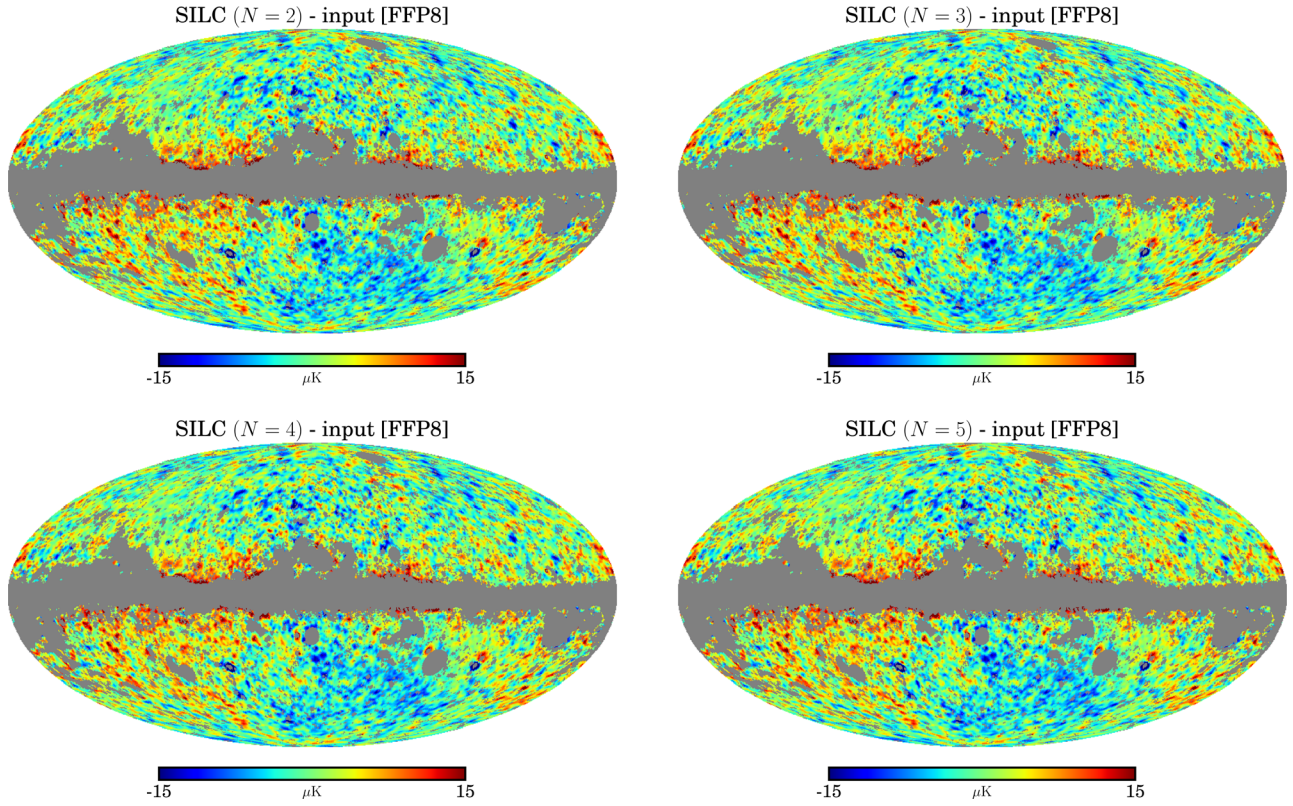 SILC (N = 2) - input [FFP8]
-15 μK 15
SILC (N = 3) - input [FFP8]
-15 μK 15
SILC (N = 4) - input [FFP8]
-15 μK 15
SILC (N = 5) - input [FFP8]
-15 μK 15